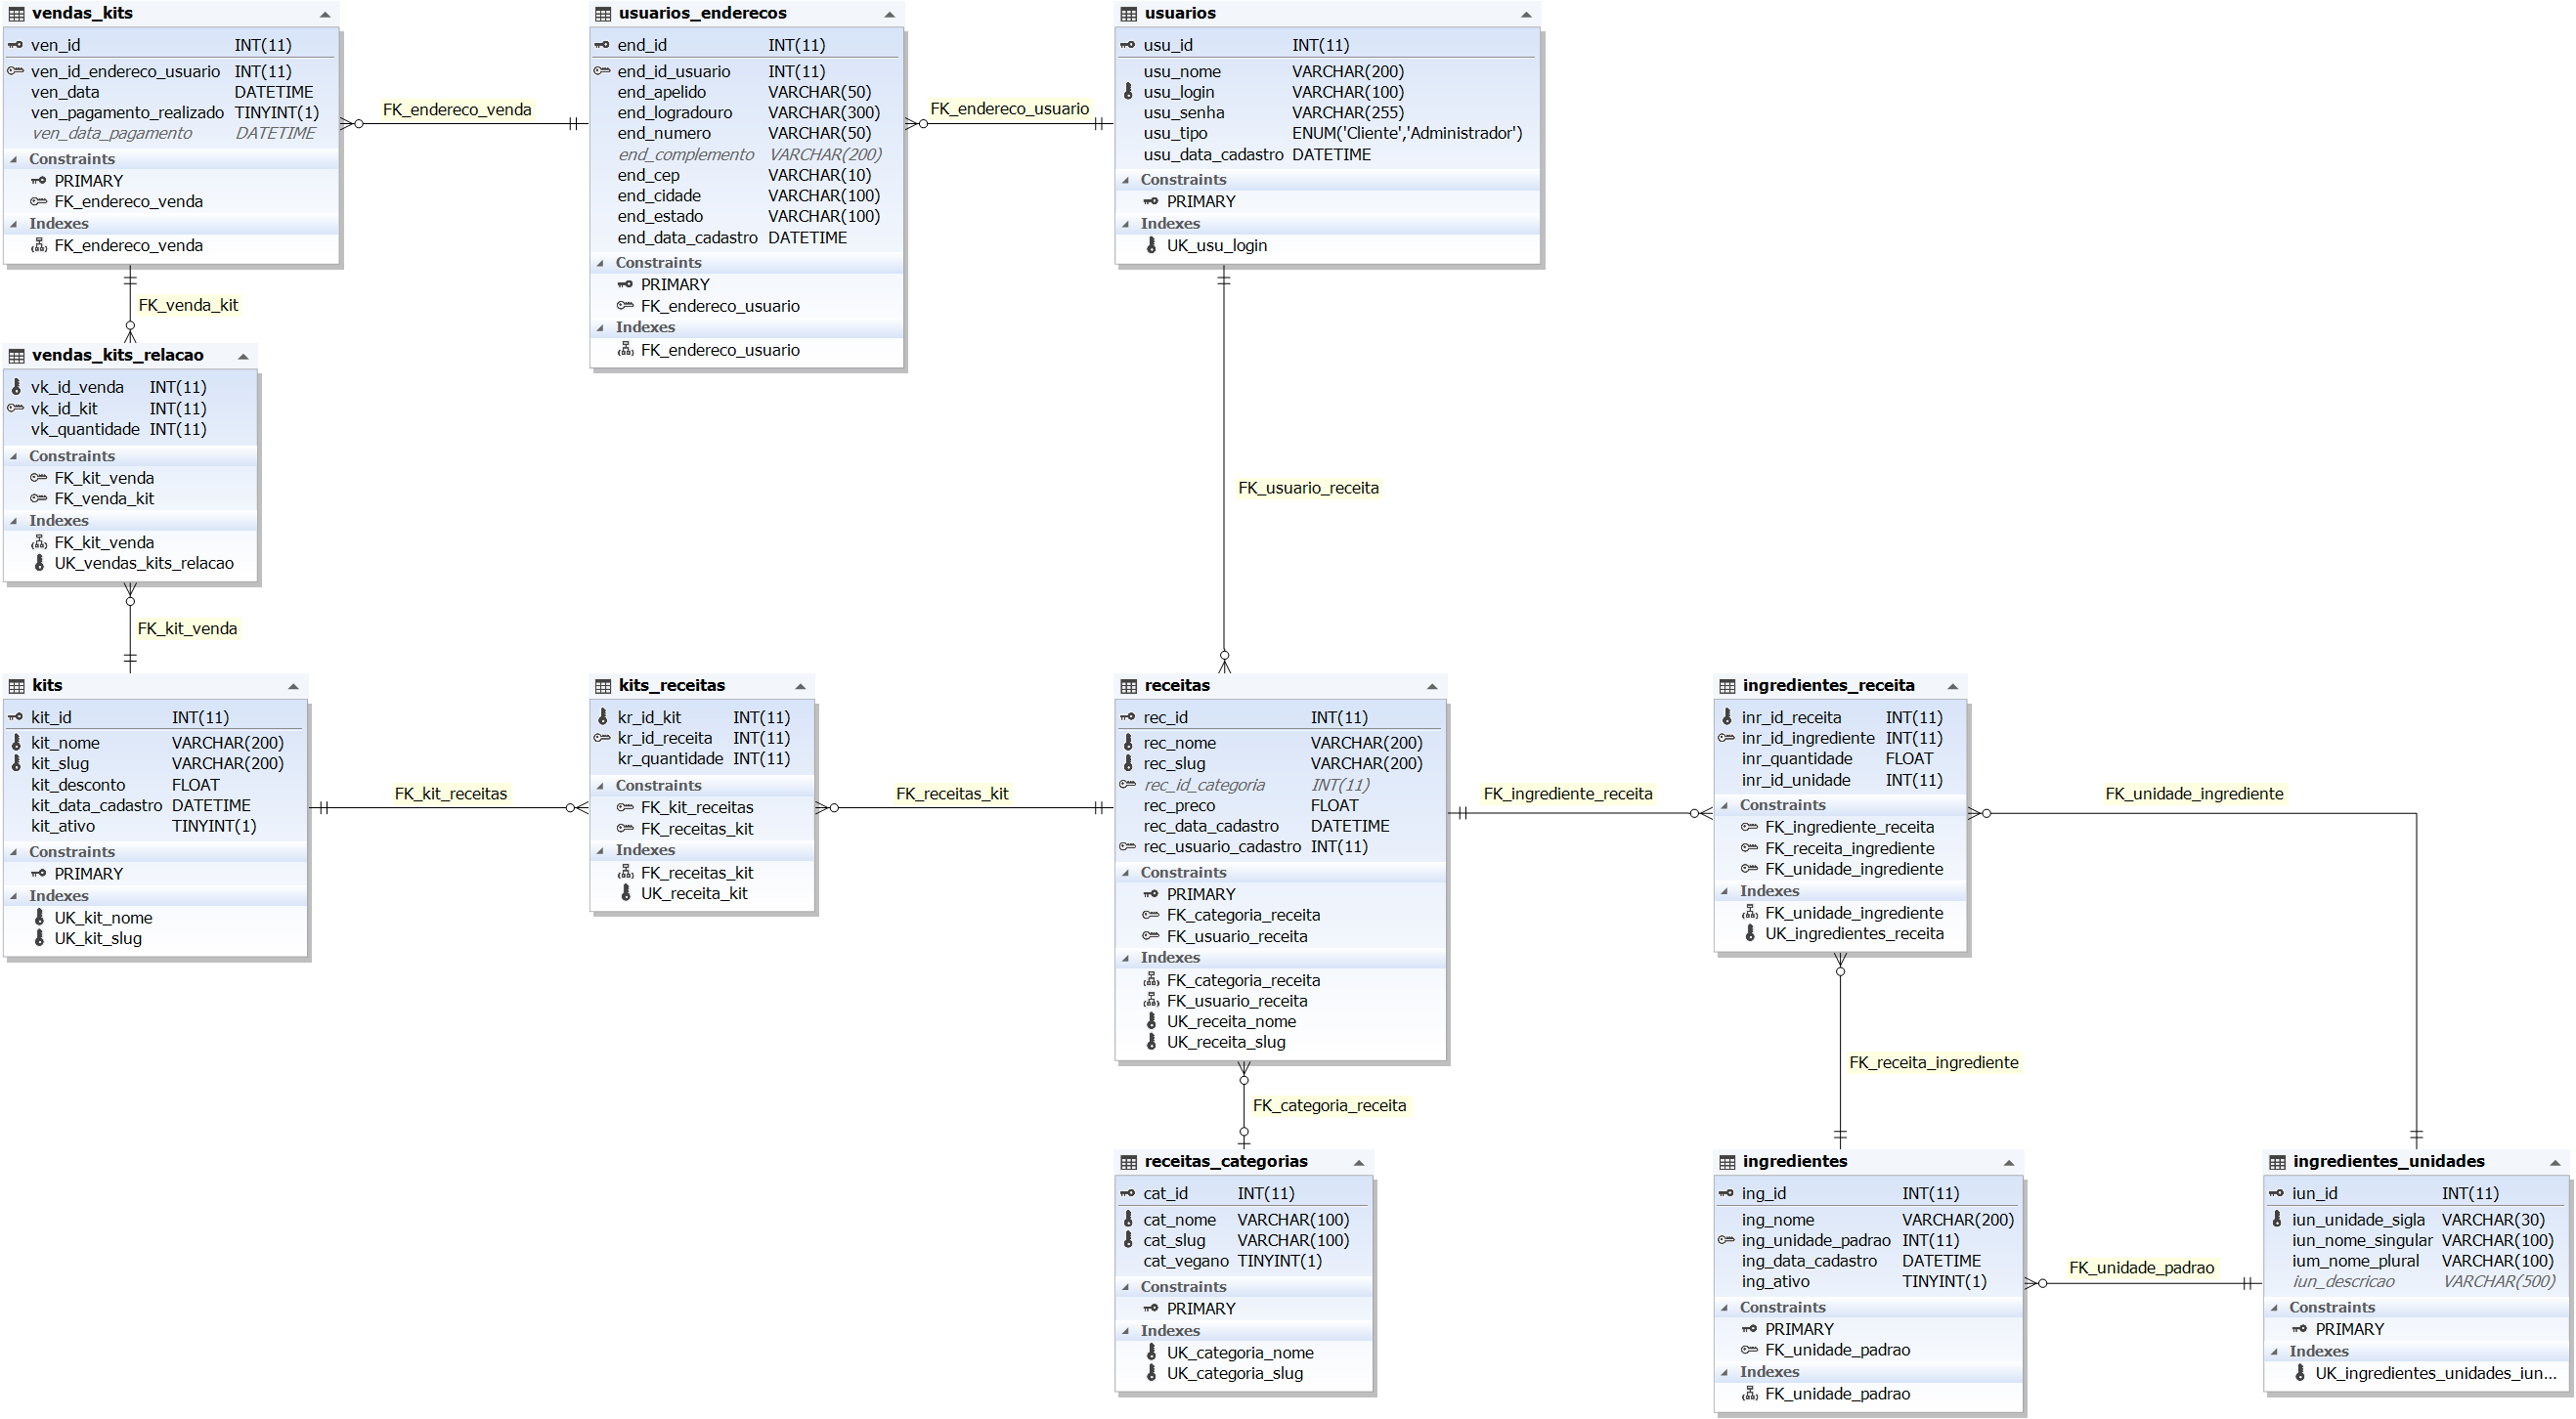 vendas_kits
ven_id INT(11)
ven_id_endereco_usuario INT(11)
ven_data DATETIME
ven_pagamento_realizado TINYINT(1)
ven_data_pagamento DATETIME
Constraints
PRIMARY
FK_endereco_venda
Indexes
FK_endereco_venda
FK_endereco_venda
usuarios_enderecos
end_id INT(11)
end_id_usuario INT(11)
end_apelido VARCHAR(50)
end_logradouro VARCHAR(300)
end_numero VARCHAR(50)
end_complemento VARCHAR(200)
end_cep VARCHAR(10)
end_cidade VARCHAR(100)
end_estado VARCHAR(100)
end_data_cadastro DATETIME
Constraints
PRIMARY
FK_endereco_usuario
Indexes
FK_endereco_usuario
FK_endereco_usuario
usuarios
usu_id INT(11)
usu_nome VARCHAR(200)
usu_login VARCHAR(100)
usu_senha VARCHAR(255)
usu_tipo ENUM('Cliente','Administrador')
usu_data_cadastro DATETIME
Constraints
PRIMARY
Indexes
UK_usu_login
FK_venda_kit
vendas_kits_relacao
vk_id_venda INT(11)
vk_id_kit INT(11)
vk_quantidade INT(11)
Constraints
FK_kit_venda
FK_venda_kit
Indexes
FK_kit_venda
UK_vendas_kits_relacao
FK_usuario_receita
FK_kit_venda
kits
kit_id INT(11)
kit_nome VARCHAR(200)
kit_slug VARCHAR(200)
kit_desconto FLOAT
kit_data_cadastro DATETIME
kit_ativo TINYINT(1)
Constraints
PRIMARY
Indexes
UK_kit_nome
UK_kit_slug
FK_kit_receitas
kits_receitas
kr_id_kit INT(11)
kr_id_receita INT(11)
kr_quantidade INT(11)
Constraints
FK_kit_receitas
FK_receitas_kit
Indexes
FK_receitas_kit
UK_receita_kit
FK_receitas_kit
receitas
rec_id INT(11)
rec_nome VARCHAR(200)
rec_slug VARCHAR(200)
rec_id_categoria INT(11)
rec_preco FLOAT
rec_data_cadastro DATETIME
rec_usuario_cadastro INT(11)
Constraints
PRIMARY
FK_categoria_receita
FK_usuario_receita
Indexes
FK_categoria_receita
FK_usuario_receita
UK_receita_nome
UK_receita_slug
FK_ingrediente_receita
ingredientes_receita
inr_id_receita INT(11)
inr_id_ingrediente INT(11)
inr_quantidade FLOAT
inr_id_unidade INT(11)
Constraints
FK_ingrediente_receita
FK_receita_ingrediente
FK_unidade_ingrediente
Indexes
FK_unidade_ingrediente
UK_ingredientes_receita
FK_unidade_ingrediente
FK_receita_ingrediente
FK_categoria_receita
receitas_categorias
cat_id INT(11)
cat_nome VARCHAR(100)
cat_slug VARCHAR(100)
cat_vegano TINYINT(1)
Constraints
PRIMARY
Indexes
UK_categoria_nome
UK_categoria_slug
ingredientes
ing_id INT(11)
ing_nome VARCHAR(200)
ing_unidade_padrao INT(11)
ing_data_cadastro DATETIME
ing_ativo TINYINT(1)
Constraints
PRIMARY
FK_unidade_padrao
Indexes
FK_unidade_padrao
FK_unidade_padrao
ingredientes_unidades
iun_id INT(11)
iun_unidade_sigla VARCHAR(30)
iun_nome_singular VARCHAR(100)
ium_nome_plural VARCHAR(100)
iun_descricao VARCHAR(500)
Constraints
PRIMARY
Indexes
UK_ingredientes_unidades_iun...